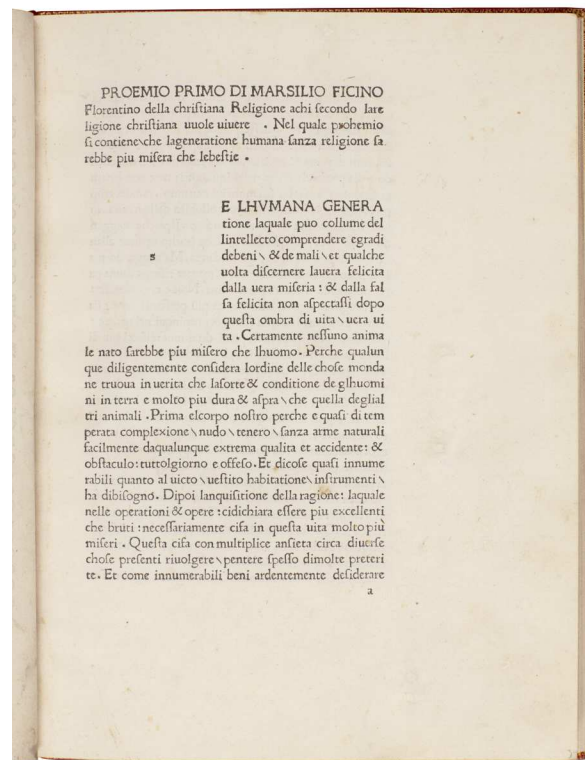 PROEMIO PRIMO DI MARSILIO FICINO
Florentino della chriſtiana Religione achi ſecondo lare
ligione chriſtiana uuole uiuere . Nel quale prohemio
ſi contiene\che lageneratione humana ſanza religione ſa
rebbe piu miſera che lebeſtie .
E LHVMANA GENERA
tione laquale puo collume del
lintellecto comprendere egradi
s
debeni\ & de mali\ et qualche
uolta diſcernere lauera felicita
dalla uera miſeria : & dalla fal
ſa felicita non aſpectaſſi dopo
queſta ombra di uita\ uera ui
ta . Certamente neſſuno anima
le nato ſarebbe piu miſero che lhuomo . Perche qualun
que diligentemente conſidera lordine delle choſe monda
ne truoua in uerita che laſorte & conditione de glhuomi
ni in terra e molto piu dura & aſpra\ che quella deglial
tri animali . Prima elcorpo noſtro perche e quaſi di tem
perata complexione\ nudo\ tenero\ ſanza arme naturali
facilmente daqualunque extrema qualita et accidente : &
obſtaculo : tuttolgiorno e offeſo . Et dicoſe quaſi innume
rabili quanto al uicto\ ueſtito habitatione\ inſtrumenti\
ha dibiſogno . Dipoi lanquiſitione della ragione : laquale
nelle operationi & opere : cidichiara eſſere piu excellenti
che bruti : neceſſariamente ciſa in queſta uita molto più
miſeri . Queſta ciſa con multiplice anſieta circa diuerſe
choſe preſenti riuolgere\ pentere ſpeſſo dimolte preteri
te . Et come innumerabili beni ardentemente deſiderare
a